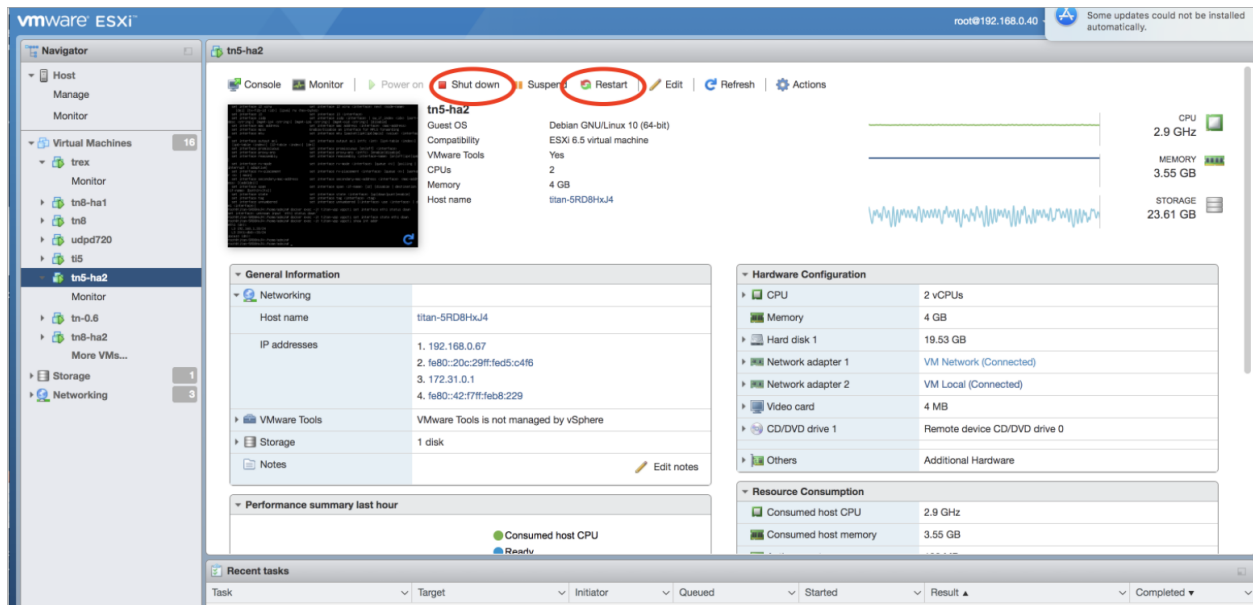 vmware ESXi™
root@192.168.0.40
Some updates could not be installed
automatically.
Navigator
Host
Manage
Monitor
Virtual Machines 16
trex
Monitor
tn8-ha1
tn8
udpd720
ti5
tn5-ha2
Monitor
tn-0.6
tn8-ha2
More VMs...
Storage 1
Networking 3
tn5-ha2
Console Monitor Power on Shut down Suspend Restart Edit Refresh Actions
tn5-ha2
Guest OS Debian GNU/Linux 10 (64-bit)
Compatibility ESXi 6.5 virtual machine
VMware Tools Yes
CPUs 2
Memory 4 GB
Host name titan-5RD8HxJ4
CPU
2.9 GHz
MEMORY
3.55 GB
STORAGE
23.61 GB
General Information
Networking
Host name titan-5RD8HxJ4
IP addresses 1. 192.168.0.67
2. fe80::20c:29ff:fed5:c4f6
3. 172.31.0.1
4. fe80::42:f7ff:feb8:229
VMware Tools VMware Tools is not managed by vSphere
Storage 1 disk
Notes Edit notes
Performance summary last hour
Consumed host CPU
Ready
Hardware Configuration
CPU 2 vCPUs
Memory 4 GB
Hard disk 1 19.53 GB
Network adapter 1 VM Network (Connected)
Network adapter 2 VM Local (Connected)
Video card 4 MB
CD/DVD drive 1 Remote device CD/DVD drive 0
Others Additional Hardware
Resource Consumption
Consumed host CPU 2.9 GHz
Consumed host memory 3.55 GB
Recent tasks
Task Target Initiator Queued Started Result ▲ Completed ▼